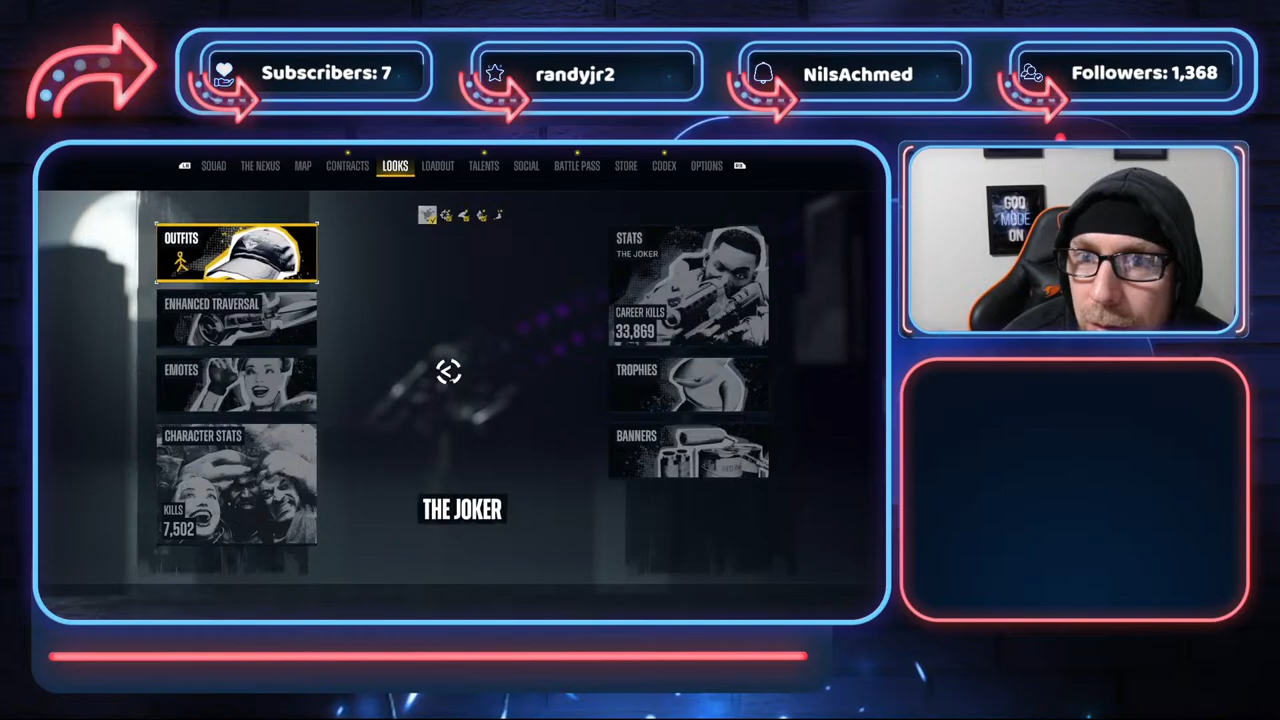 Subscribers: 7
randyjr2
NilsAchmed
Followers: 1,368
LB SQUAD THE NEXUS MAP CONTRACTS LOOKS LOADOUT TALENTS SOCIAL BATTLE PASS STORE CODEX OPTIONS
OUTFITS
ENHANCED TRAVERSAL
EMOTES
CHARACTER STATS
KILLS
7,502
THE JOKER
STATS
THE JOKER
CAREER KILLS
33,869
TROPHIES
BANNERS
GOD
MODE
ON